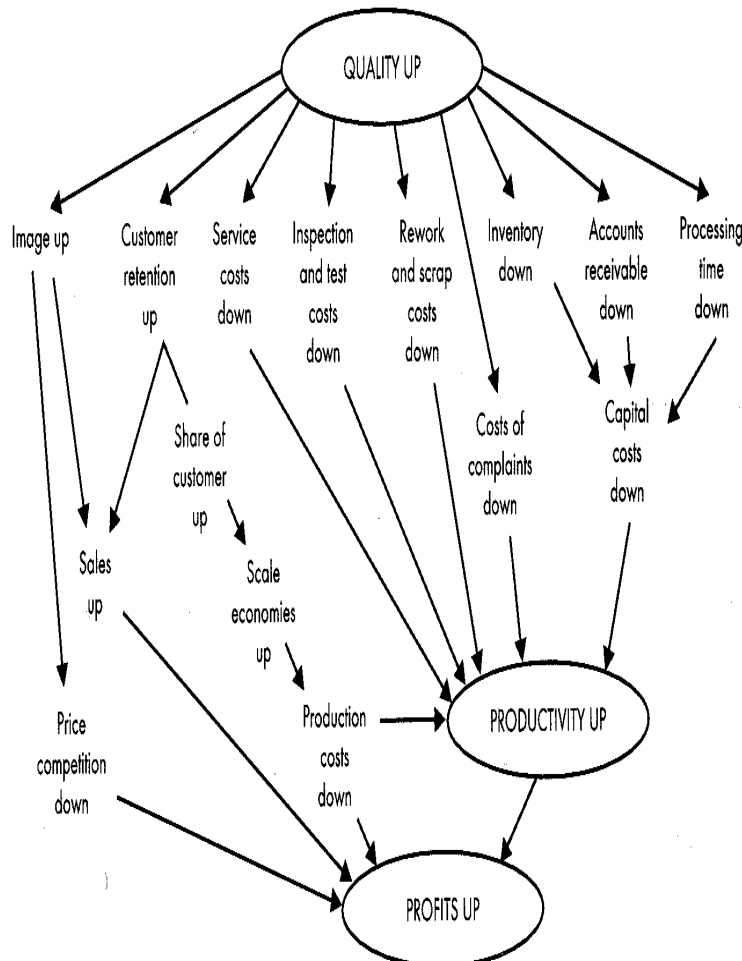 QUALITY UP
Image up
Customer
retention
up
Service
costs
down
Inspection
and test
costs
down
Rework
and scrap
costs
down
Inventory
down
Accounts
receivable
down
Processing
time
down
Share of
customer
up
Costs of
complaints
down
Capital
costs
down
Sales
up
Scale
economies
up
Price
competition
down
Production
costs
down
PRODUCTIVITY UP
PROFITS UP